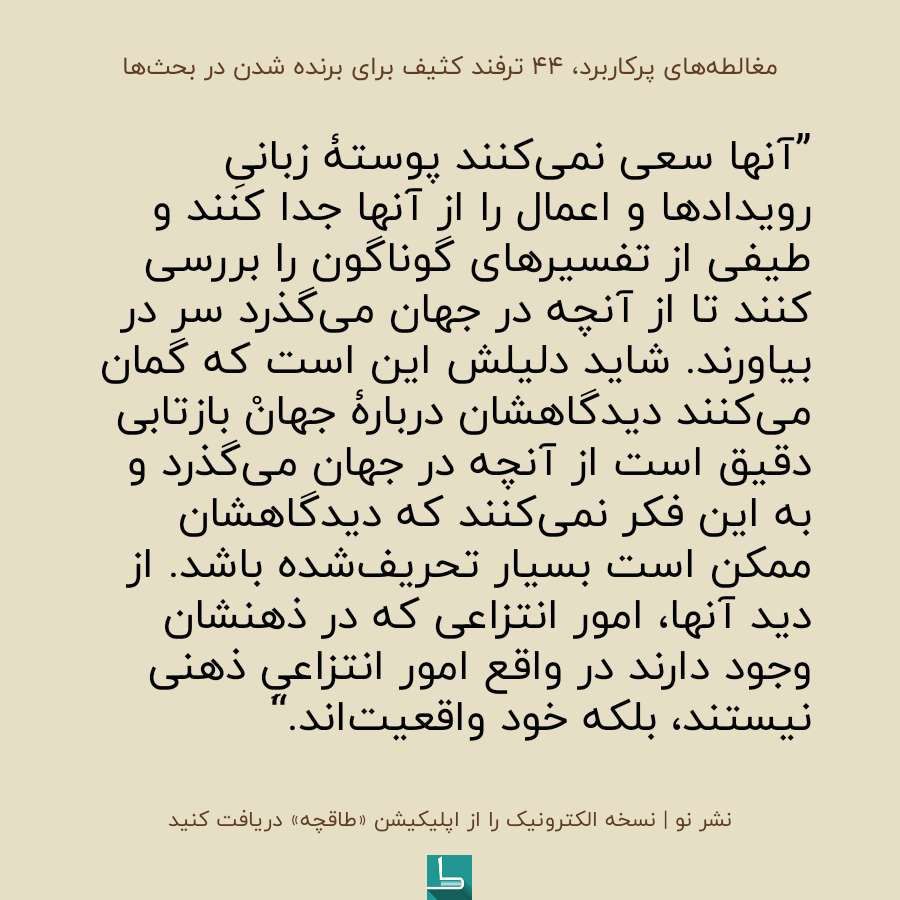 مغالطه‌های پرکاربرد، ۴۴ ترفند کثیف برای برنده شدن در بحث‌ها
”آنها سعی نمی‌کنند پوستهٔ زبانیِ
رویدادها و اعمال را از آنها جدا کنند و
طیفی از تفسیرهای گوناگون را بررسی
کنند تا از آنچه در جهان می‌گذرد سر در
بیاورند. شاید دلیلش این است که گمان
می‌کنند دیدگاهشان دربارهٔ جهانْ بازتابی
دقیق است از آنچه در جهان می‌گذرد و
به این فکر نمی‌کنند که دیدگاهشان
ممکن است بسیار تحریف‌شده باشد. از
دید آنها، امور انتزاعی که در ذهنشان
وجود دارند در واقع امور انتزاعیِ ذهنی
نیستند، بلکه خود واقعیت‌اند.“
نشر نو | نسخه الکترونیک را از اپلیکیشن «طاقچه» دریافت کنید